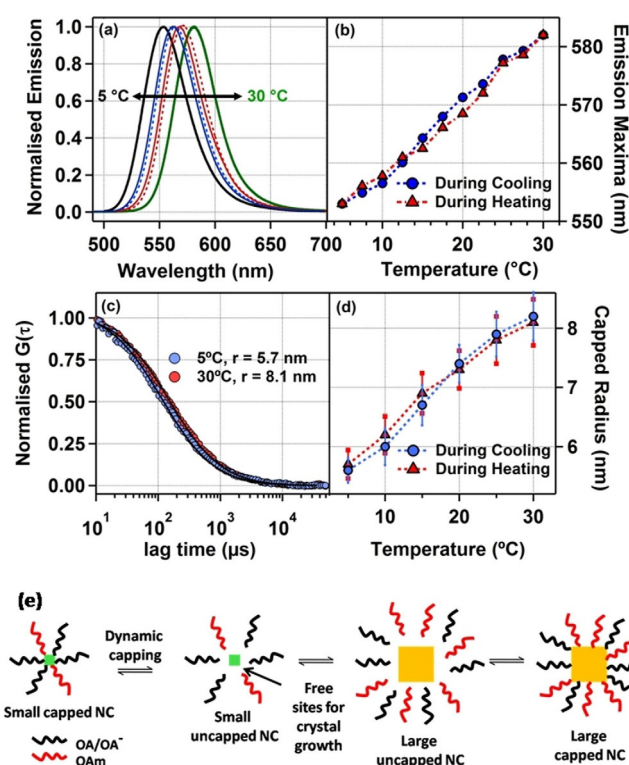 (a)
1.0
0.8
0.6
0.4
0.2
0.0
Normalised Emission
5 °C
30 °C
500
550
600
650
700
Wavelength (nm)
(b)
During Cooling
During Heating
580
570
560
550
Emission Maxima (nm)
10
20
30
Temperature (°C)
(c)
1.00
0.75
0.50
0.25
0.00
Normalised G(τ)
5ºC, r = 5.7 nm
30ºC, r = 8.1 nm
10¹
10²
10³
10⁴
lag time (µs)
(d)
During Cooling
During Heating
8
7
6
Capped Radius (nm)
10
20
30
Temperature (ºC)
(e)
Dynamic
capping
Small capped NC
Small
uncapped NC
Free
sites for
crystal
growth
Large
uncapped NC
Large
capped NC
OA/OA⁻
OAm